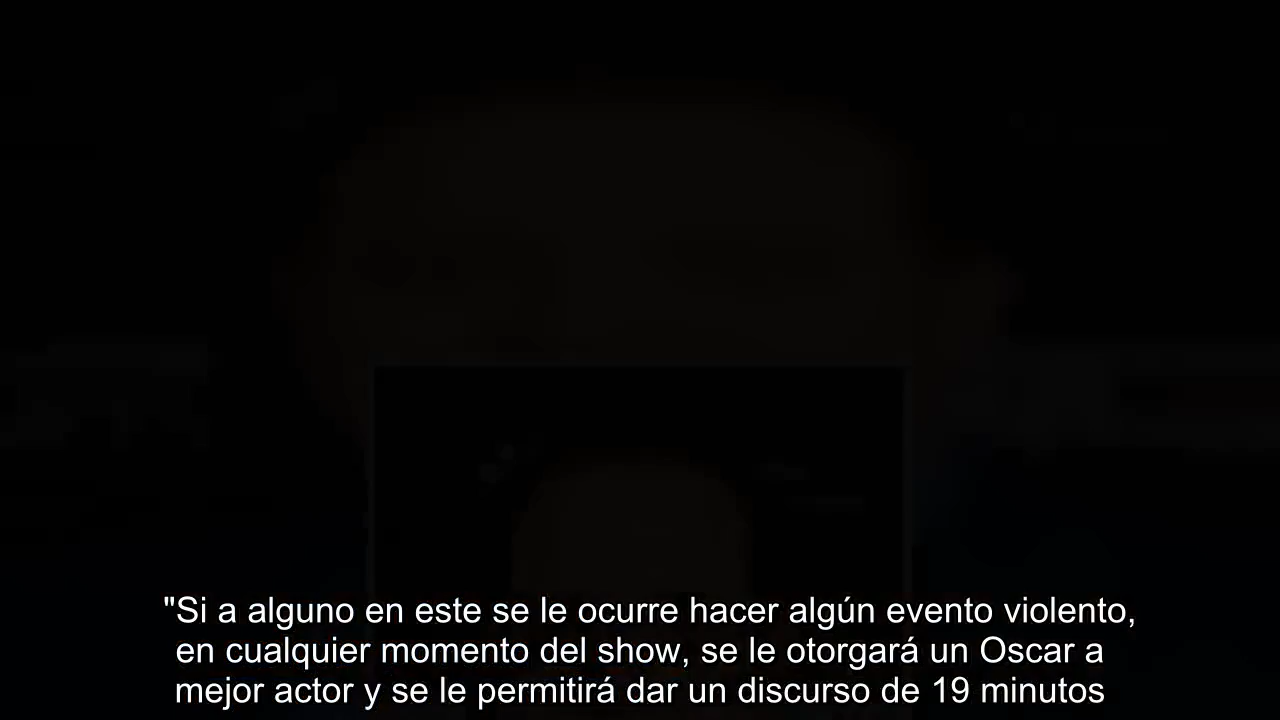 "Si a alguno en este se le ocurre hacer algún evento violento,
en cualquier momento del show, se le otorgará un Oscar a
mejor actor y se le permitirá dar un discurso de 19 minutos